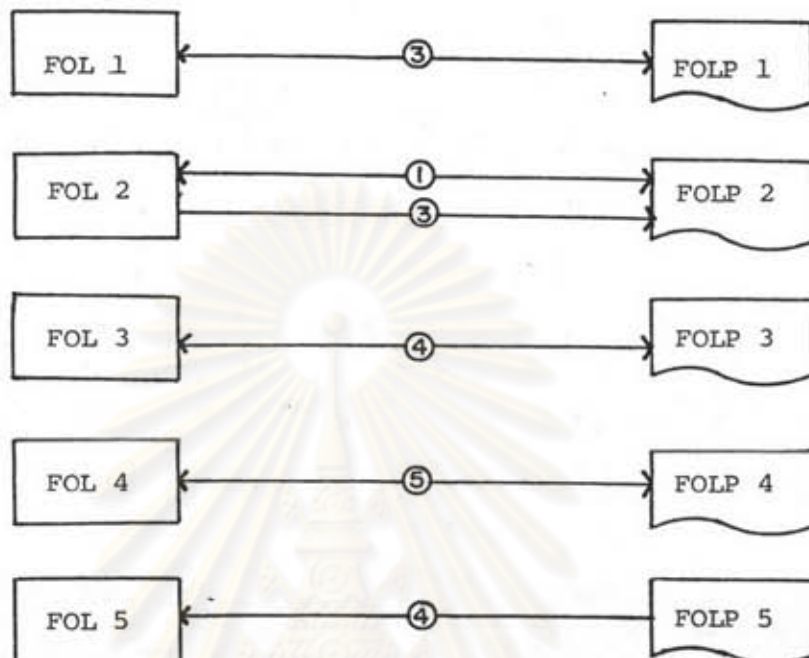 FOL 1 ③ FOLP 1
FOL 2 ① FOLP 2
③
FOL 3 ④ FOLP 3
FOL 4 ⑤ FOLP 4
FOL 5 ④ FOLP 5